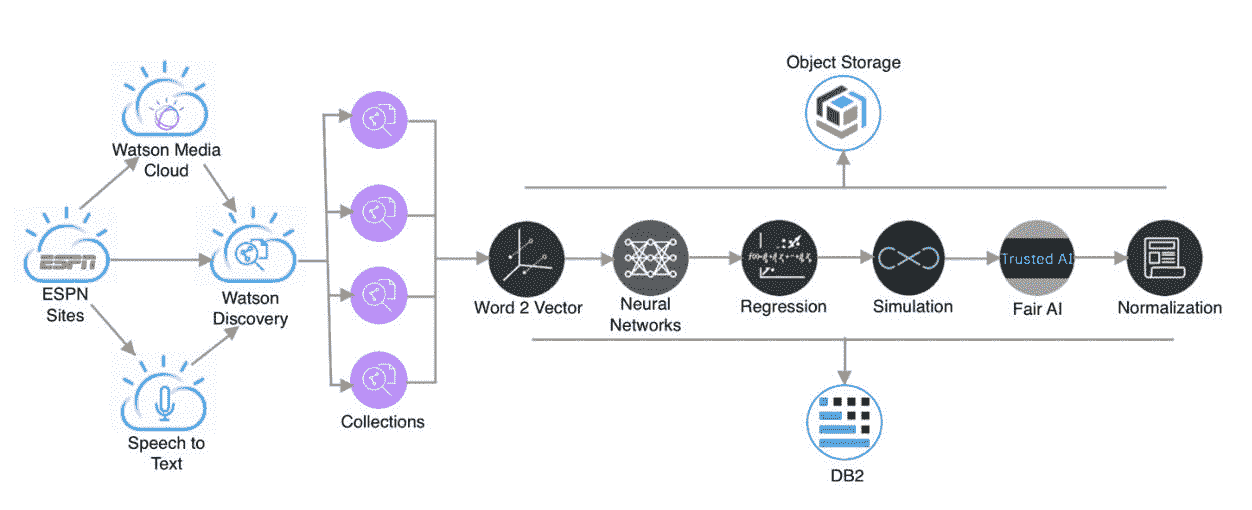 Object Storage
Watson Media
Cloud
ESPN
ESPN
Sites
Watson
Discovery
Speech to
Text
Collections
Word 2 Vector
Neural
Networks
Regression
Simulation
Trusted AI
Fair AI
Normalization
DB2